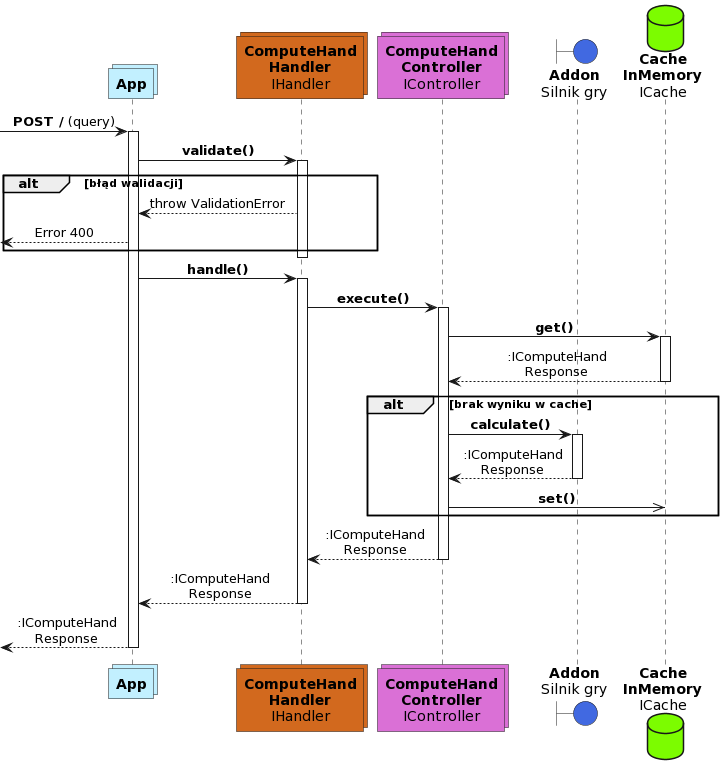 App
ComputeHand
Handler
IHandler
ComputeHand
Controller
IController
Addon
Silnik gry
Cache
InMemory
ICache
POST / (query)
validate()
alt [błąd walidacji]
throw ValidationError
Error 400
handle()
execute()
get()
:IComputeHand
Response
alt [brak wyniku w cache]
calculate()
:IComputeHand
Response
set()
:IComputeHand
Response
:IComputeHand
Response
:IComputeHand
Response
App
ComputeHand
Handler
IHandler
ComputeHand
Controller
IController
Addon
Silnik gry
Cache
InMemory
ICache